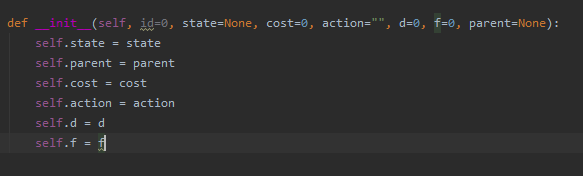 def __init__(self, id=0, state=None, cost=0, action="", d=0, f=0, parent=None):
    self.state = state
    self.parent = parent
    self.cost = cost
    self.action = action
    self.d = d
    self.f = f